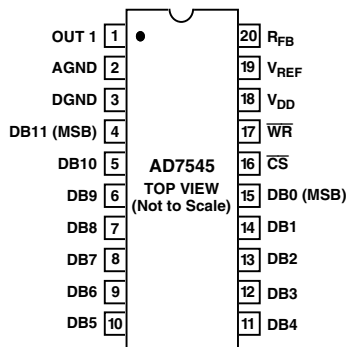 OUT 1 1
AGND 2
DGND 3
DB11 (MSB) 4
DB10 5
DB9 6
DB8 7
DB7 8
DB6 9
DB5 10
AD7545
TOP VIEW
(Not to Scale)
20 RFB
19 VREF
18 VDD
17 WR
16 CS
15 DB0 (MSB)
14 DB1
13 DB2
12 DB3
11 DB4